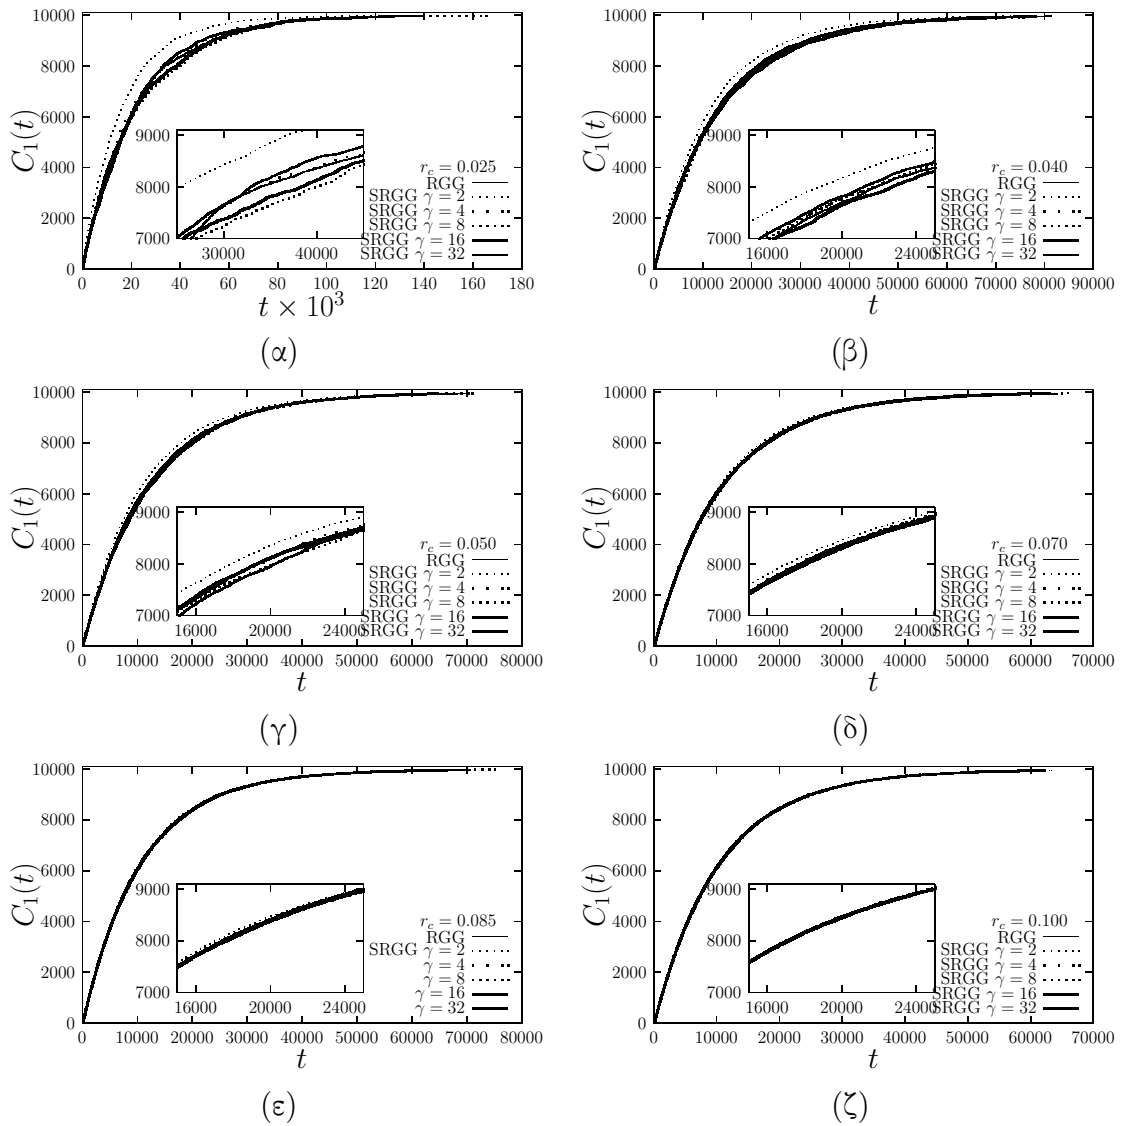 10000
8000
6000
4000
2000
0
C₁(t)
9000
8000
7000
30000 40000
r_c = 0.025
RGG
SRGG γ = 2
SRGG γ = 4
SRGG γ = 8
SRGG γ = 16
SRGG γ = 32
0 20 40 60 80 100 120 140 160 180
t × 10³
(α)
10000
8000
6000
4000
2000
0
C₁(t)
9000
8000
7000
16000 20000 24000
r_c = 0.040
RGG
SRGG γ = 2
SRGG γ = 4
SRGG γ = 8
SRGG γ = 16
SRGG γ = 32
0 10000 20000 30000 40000 50000 60000 70000 80000 90000
t
(β)
10000
8000
6000
4000
2000
0
C₁(t)
9000
8000
7000
16000 20000 24000
r_c = 0.050
RGG
SRGG γ = 2
SRGG γ = 4
SRGG γ = 8
SRGG γ = 16
SRGG γ = 32
0 10000 20000 30000 40000 50000 60000 70000 80000
t
(γ)
10000
8000
6000
4000
2000
0
C₁(t)
9000
8000
7000
16000 20000 24000
r_c = 0.070
RGG
SRGG γ = 2
SRGG γ = 4
SRGG γ = 8
SRGG γ = 16
SRGG γ = 32
0 10000 20000 30000 40000 50000 60000 70000
t
(δ)
10000
8000
6000
4000
2000
0
C₁(t)
9000
8000
7000
16000 20000 24000
r_c = 0.085
RGG
SRGG γ = 2
γ = 4
γ = 8
γ = 16
γ = 32
0 10000 20000 30000 40000 50000 60000 70000 80000
t
(ε)
10000
8000
6000
4000
2000
0
C₁(t)
9000
8000
7000
16000 20000 24000
r_c = 0.100
RGG
SRGG γ = 2
SRGG γ = 4
SRGG γ = 8
SRGG γ = 16
SRGG γ = 32
0 10000 20000 30000 40000 50000 60000 70000
t
(ζ)